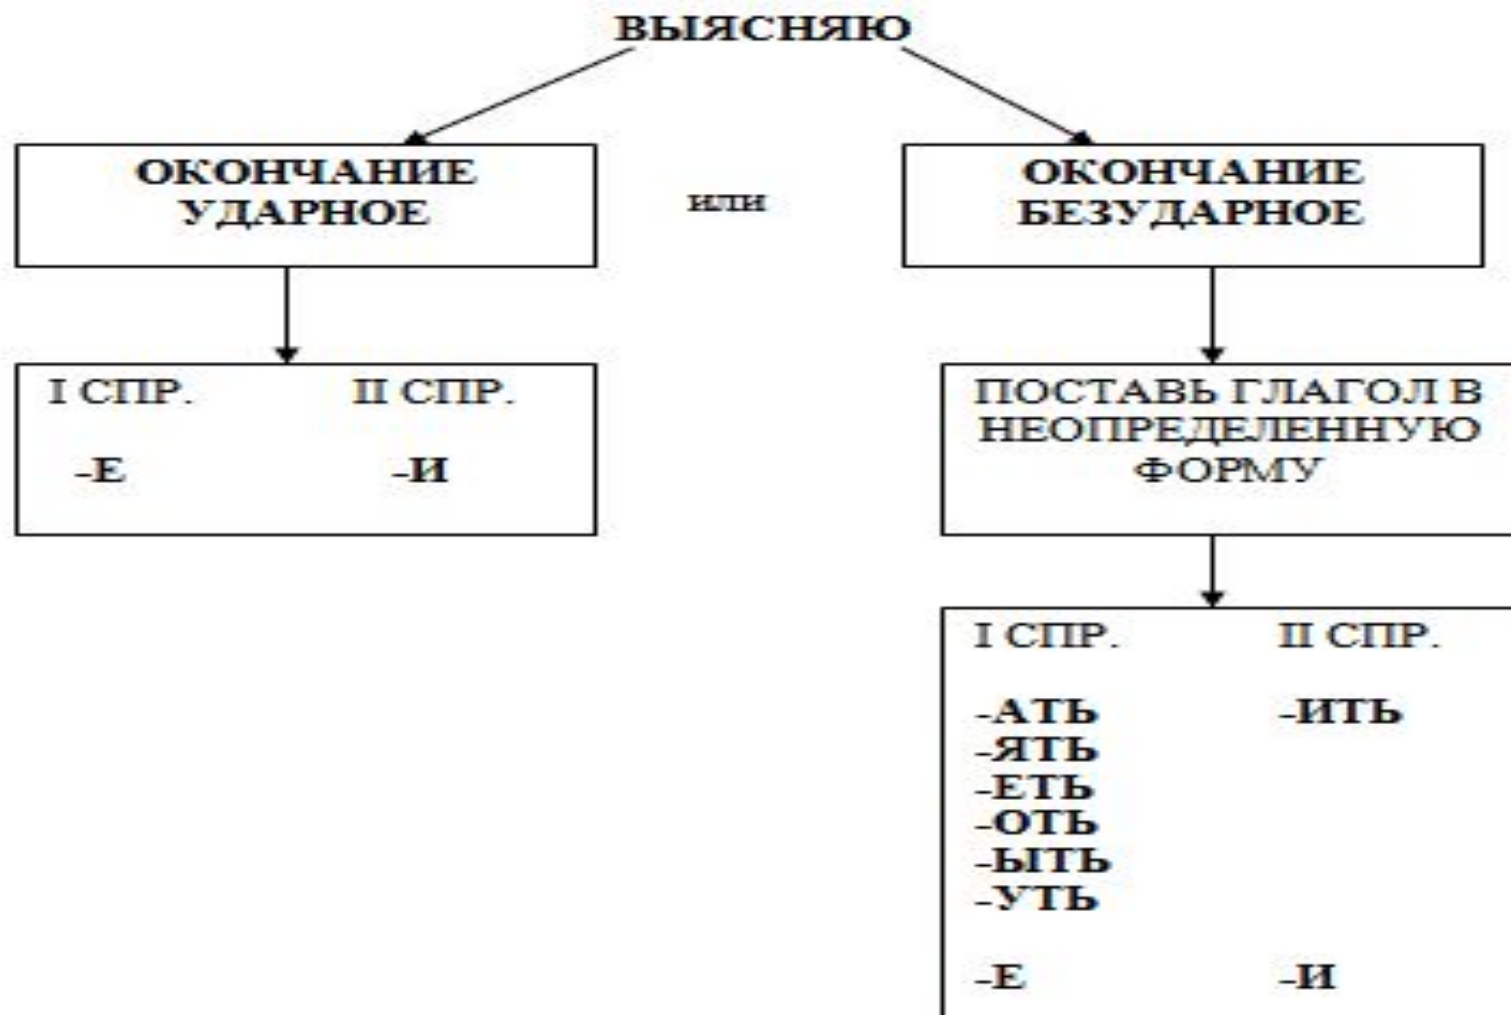 ВЫЯСНЯЮ
ОКОНЧАНИЕ
УДАРНОЕ
или
ОКОНЧАНИЕ
БЕЗУДАРНОЕ
I СПР. II СПР.
-Е -И
ПОСТАВЬ ГЛАГОЛ В
НЕОПРЕДЕЛЕННУЮ
ФОРМУ
I СПР. II СПР.
-АТЬ -ИТЬ
-ЯТЬ
-ЕТЬ
-ОТЬ
-ЫТЬ
-УТЬ
-Е -И